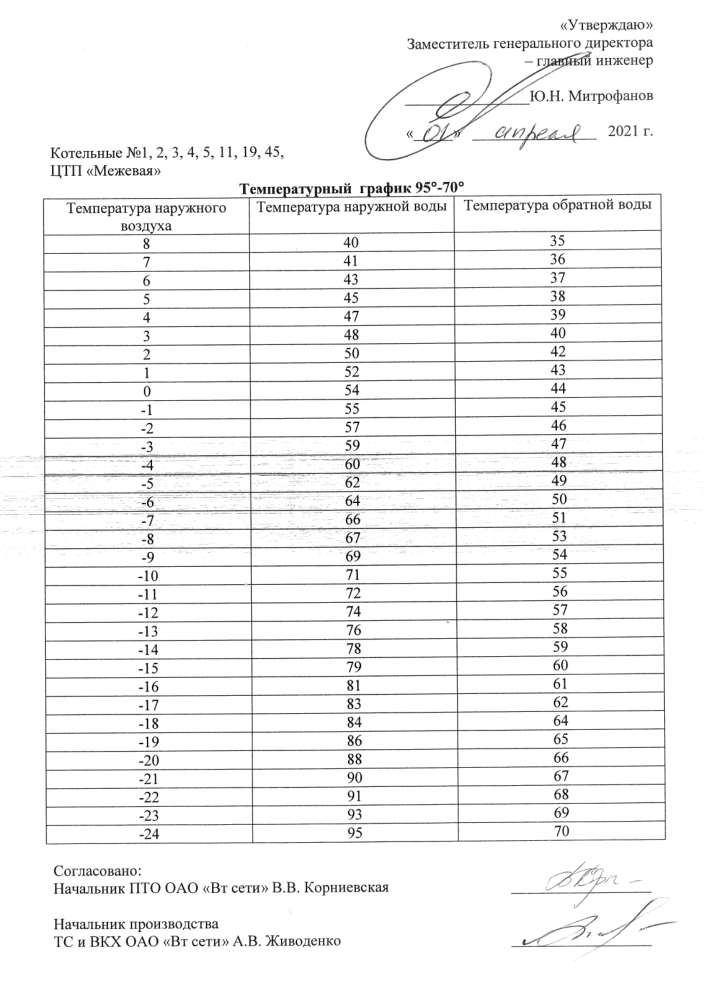 «Утверждаю»
Заместитель генерального директора
– главный инженер
Ю.Н. Митрофанов
« 01 » апреля 2021 г.
Котельные №1, 2, 3, 4, 5, 11, 19, 45,
ЦТП «Межевая»
Температурный график 95°-70°
Температура наружного воздуха Температура наружной воды Температура обратной воды
8 40 35
7 41 36
6 43 37
5 45 38
4 47 39
3 48 40
2 50 42
1 52 43
0 54 44
-1 55 45
-2 57 46
-3 59 47
-4 60 48
-5 62 49
-6 64 50
-7 66 51
-8 67 53
-9 69 54
-10 71 55
-11 72 56
-12 74 57
-13 76 58
-14 78 59
-15 79 60
-16 81 61
-17 83 62
-18 84 64
-19 86 65
-20 88 66
-21 90 67
-22 91 68
-23 93 69
-24 95 70
Согласовано:
Начальник ПТО ОАО «Вт сети» В.В. Корниевская
Начальник производства
ТС и ВКХ ОАО «Вт сети» А.В. Живоденко